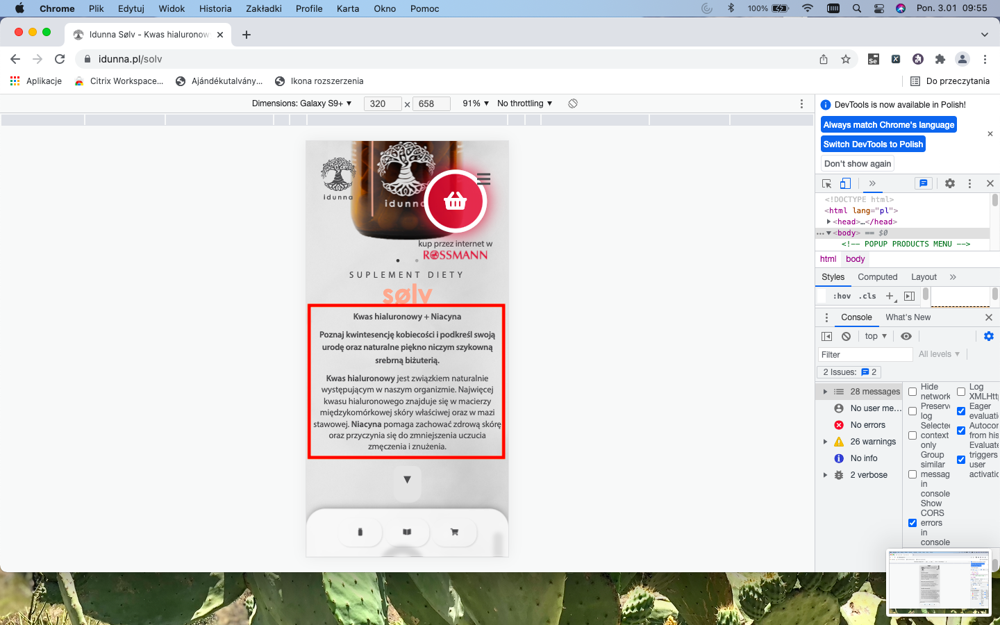 Chrome Plik Edytuj Widok Historia Zakładki Profile Karta Okno Pomoc 100% Pon. 3.01 09:55
Idunna Sølv - Kwas hialuronow
idunna.pl/solv
Aplikacje Citrix Workspace... Ajándékutalvány... Ikona rozszerzenia Do przeczytania
Dimensions: Galaxy S9+ ▼ 320 × 658 91% ▼ No throttling ▼
idunna
idunna
kup przez internet w
ROSSMANN
SUPLEMENT DIETY
sølv
Kwas hialuronowy + Niacyna
Poznaj kwintesencję kobiecości i podkreśl swoją
urodę oraz naturalne piękno niczym szykowną
srebrną biżuterią.
Kwas hialuronowy jest związkiem naturalnie
występującym w naszym organizmie. Najwięcej
kwasu hialuronowego znajduje się w macierzy
międzykomórkowej skóry właściwej oraz w mazi
stawowej. Niacyna pomaga zachować zdrową skórę
oraz przyczynia się do zmniejszenia uczucia
zmęczenia i znużenia.
DevTools is now available in Polish!
Always match Chrome's language
Switch DevTools to Polish
Don't show again
<!DOCTYPE html>
<html lang="pl">
<head>…</head>
<body> == $0
<!-- POPUP PRODUCTS MENU -->
html body
Styles Computed Layout
:hov .cls
Console What's New
top ▼
Filter All levels ▼
2 Issues: 2
28 messages
No user me...
No errors
26 warnings
No info
2 verbose
Hide
network
Preserve
log
Selected
context
only
Group
similar
messag
in
console
Show
CORS
errors
in
console
Log
XMLHtt
Eager
evaluati
Autocor
from his
Evaluate
triggers
user
activatic